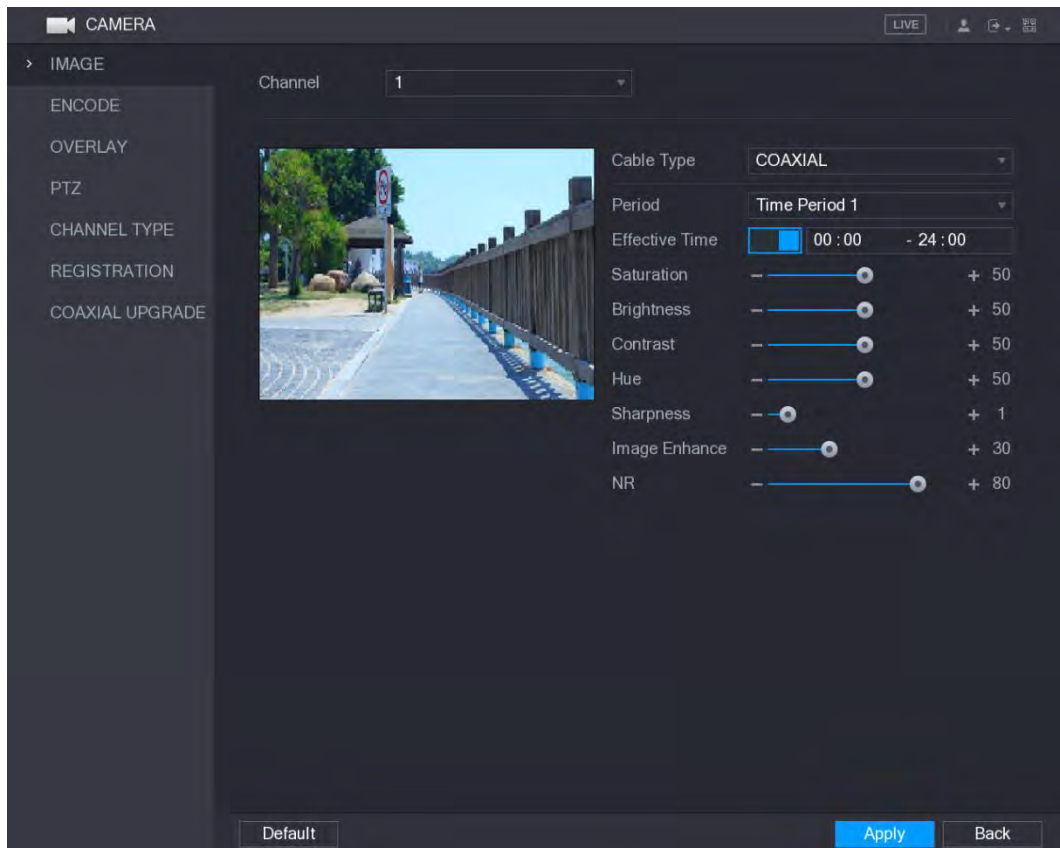 CAMERA
LIVE
IMAGE
ENCODE
OVERLAY
PTZ
CHANNEL TYPE
REGISTRATION
COAXIAL UPGRADE
Channel 1
Cable Type COAXIAL
Period Time Period 1
Effective Time 00 : 00 - 24 : 00
Saturation 50
Brightness 50
Contrast 50
Hue 50
Sharpness 1
Image Enhance 30
NR 80
Default Apply Back